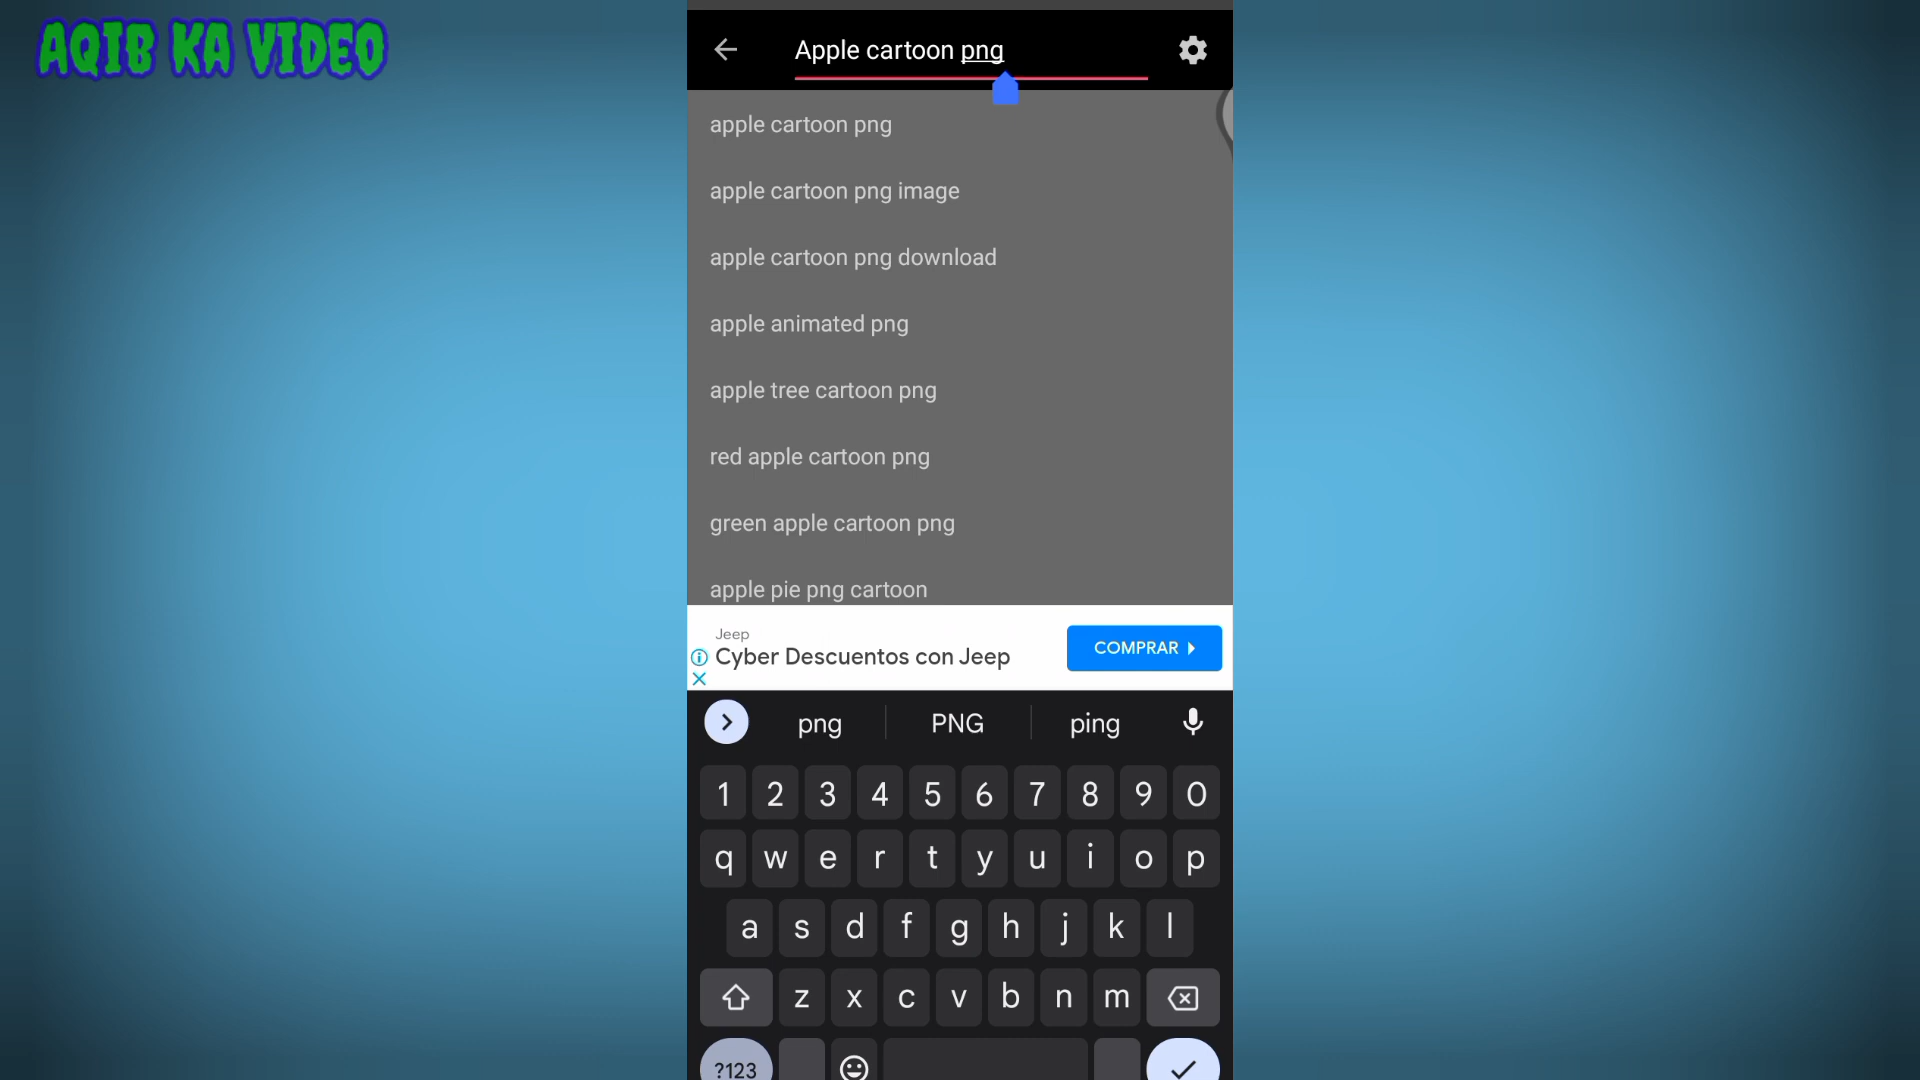 AQIB KA VIDEO
Apple cartoon png
apple cartoon png
apple cartoon png image
apple cartoon png download
apple animated png
apple tree cartoon png
red apple cartoon png
green apple cartoon png
apple pie png cartoon
Jeep
Cyber Descuentos con Jeep
COMPRAR
png PNG ping
1 2 3 4 5 6 7 8 9 0
q w e r t y u i o p
a s d f g h j k l
z x c v b n m
?123